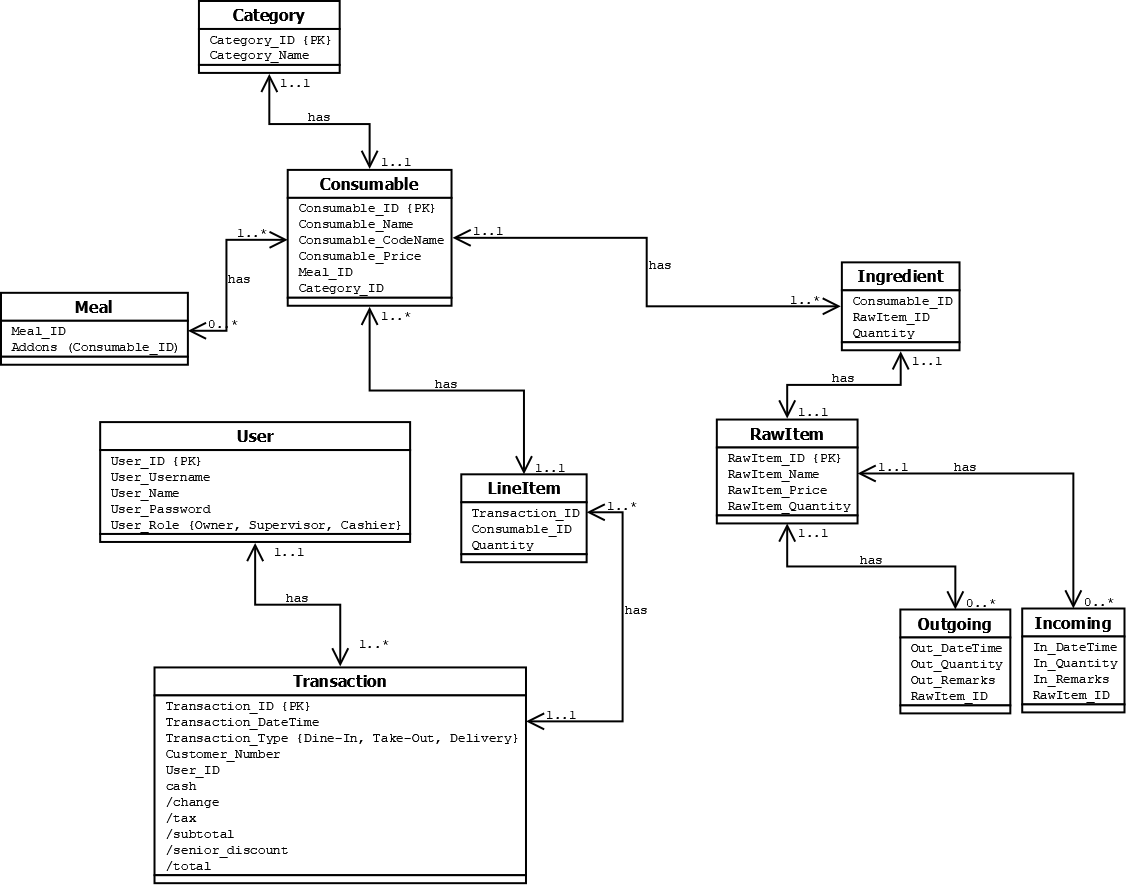 Category
Category_ID {PK}
Category_Name
1..1
has
1..1
Consumable
Consumable_ID {PK}
Consumable_Name
Consumable_CodeName
Consumable_Price
Meal_ID
Category_ID
1..*
has
0..*
Meal
Meal_ID
Addons (Consumable_ID)
1..1
has
1..*
Ingredient
Consumable_ID
RawItem_ID
Quantity
1..*
has
1..1
1..1
has
1..1
User
User_ID {PK}
User_Username
User_Name
User_Password
User_Role {Owner, Supervisor, Cashier}
LineItem
Transaction_ID
Consumable_ID
Quantity
RawItem
RawItem_ID {PK}
RawItem_Name
RawItem_Price
RawItem_Quantity
1..1
has
1..1
has
1..*
1..*
has
1..1
1..1
has
0..*
0..*
Outgoing
Out_DateTime
Out_Quantity
Out_Remarks
RawItem_ID
Incoming
In_DateTime
In_Quantity
In_Remarks
RawItem_ID
Transaction
Transaction_ID {PK}
Transaction_DateTime
Transaction_Type {Dine-In, Take-Out, Delivery}
Customer_Number
User_ID
cash
/change
/tax
/subtotal
/senior_discount
/total